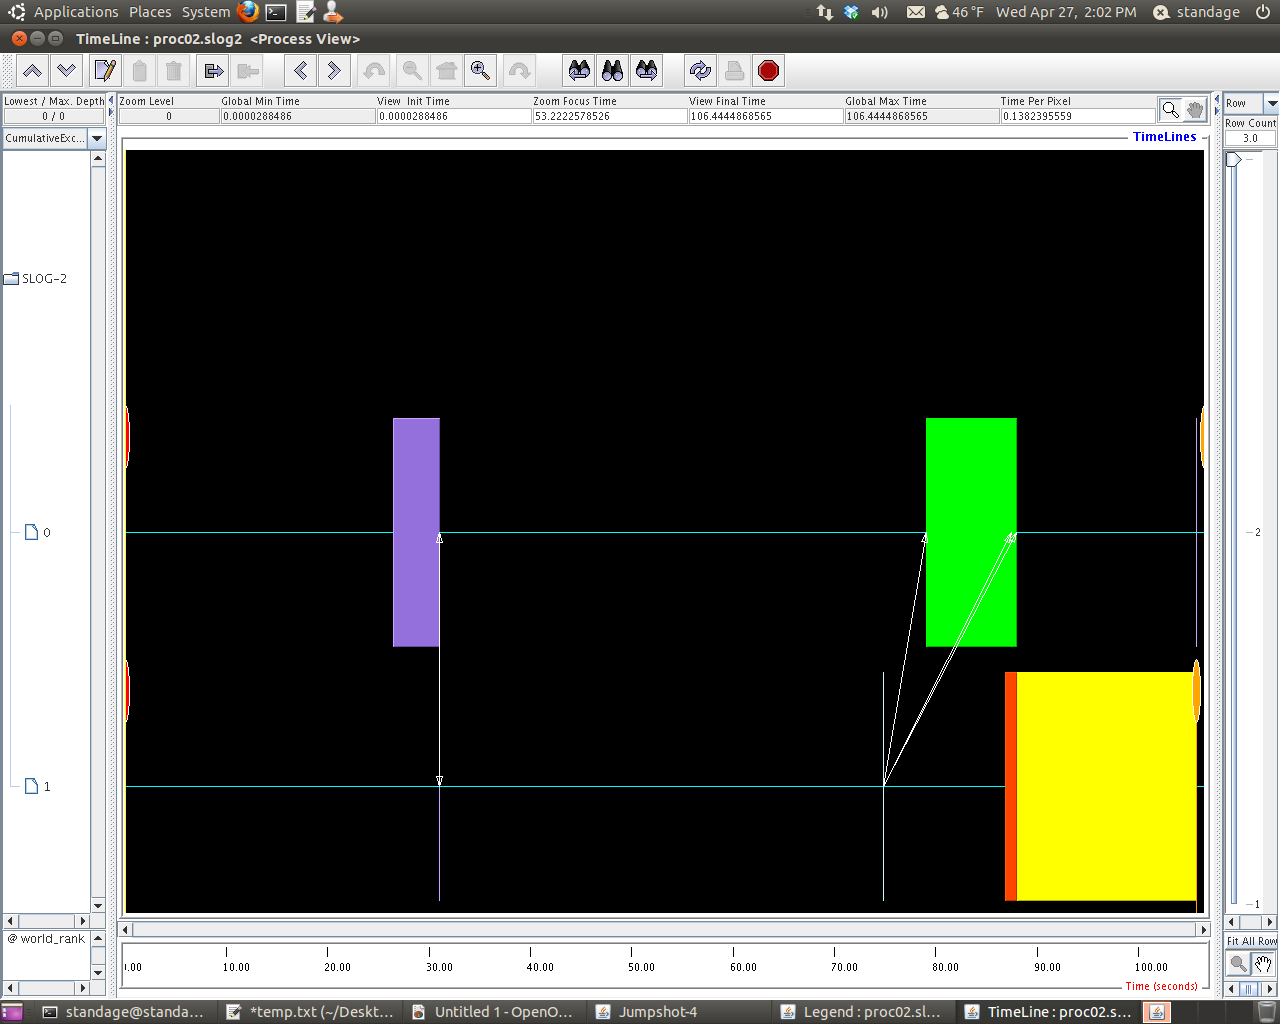 Applications Places System 46 °F Wed Apr 27, 2:02 PM standage
TimeLine : proc02.slog2 <Process View>
Lowest / Max. Depth Zoom Level Global Min Time View Init Time Zoom Focus Time View Final Time Global Max Time Time Per Pixel Row
0 / 0 0 0.0000288486 0.0000288486 53.2222578526 106.4444868565 106.4444868565 0.1382395559
Row Count
3.0
CumulativeExc...
TimeLines
SLOG-2
0
2
1
1
@ world_rank
Fit All Row
0.00 10.00 20.00 30.00 40.00 50.00 60.00 70.00 80.00 90.00 100.00
Time (seconds)
standage@standa... *temp.txt (~/Deskt... Untitled 1 - OpenO... Jumpshot-4 Legend : proc02.sl... TimeLine : proc02.s...